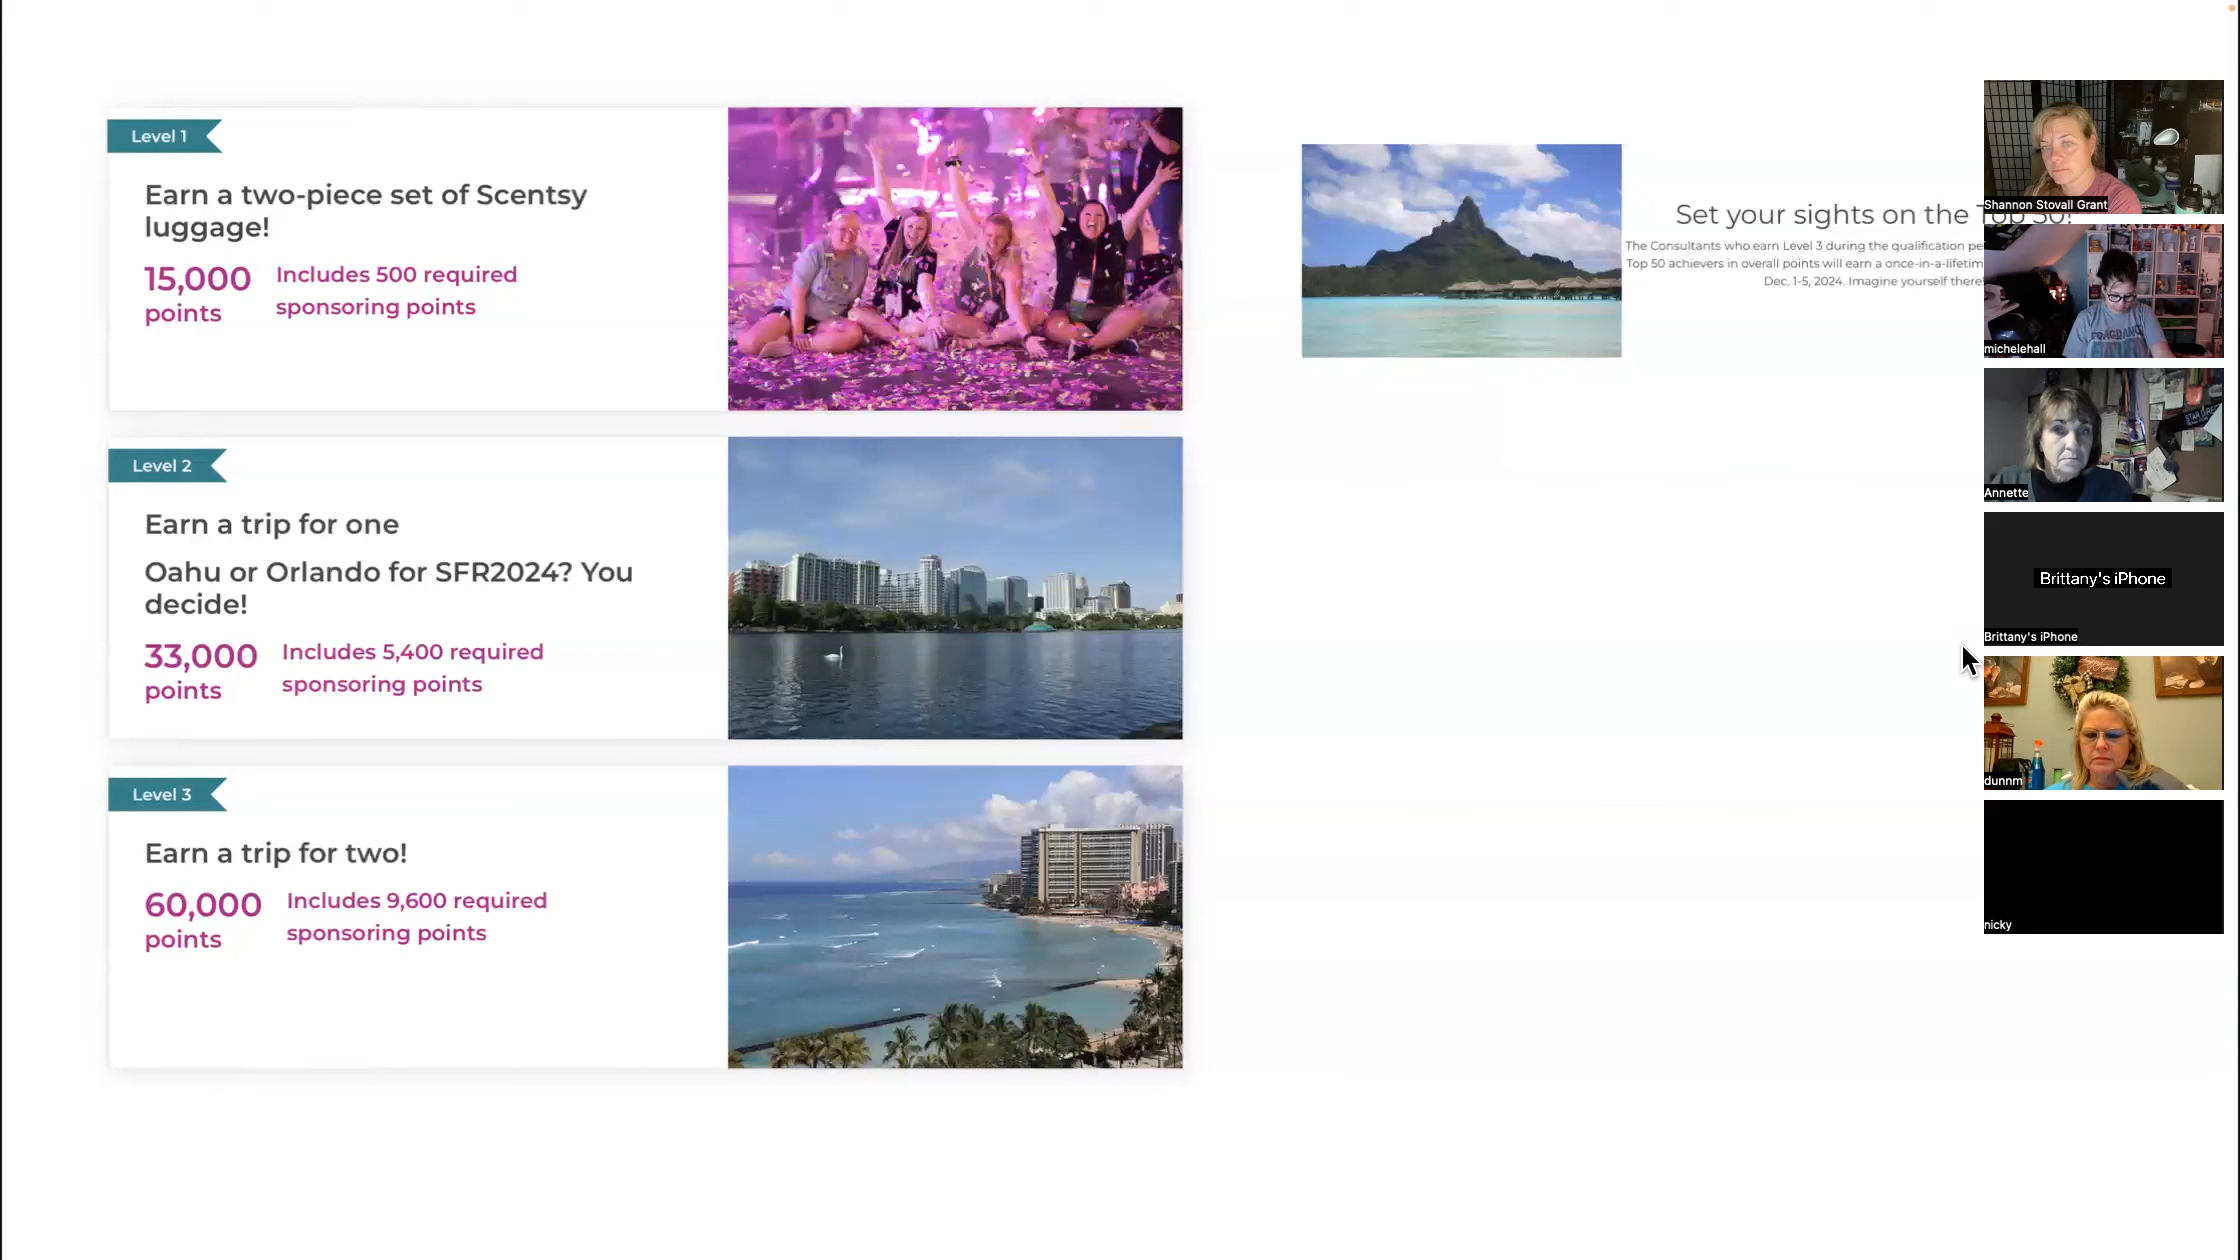 Level 1
Earn a two-piece set of Scentsy
luggage!
15,000
points
Includes 500 required
sponsoring points
Level 2
Earn a trip for one
Oahu or Orlando for SFR2024? You
decide!
33,000
points
Includes 5,400 required
sponsoring points
Level 3
Earn a trip for two!
60,000
points
Includes 9,600 required
sponsoring points
Set your sights on the Top 50!
The Consultants who earn Level 3 during the qualification
Top 50 achievers in overall points will earn a
Dec. 1-5, 2024. Imagine yourself there!
Shannon Stovall Grant
FRAGRANCE
michelehall
STAR
Annette
Brittany's iPhone
Brittany's iPhone
dunnm
nicky